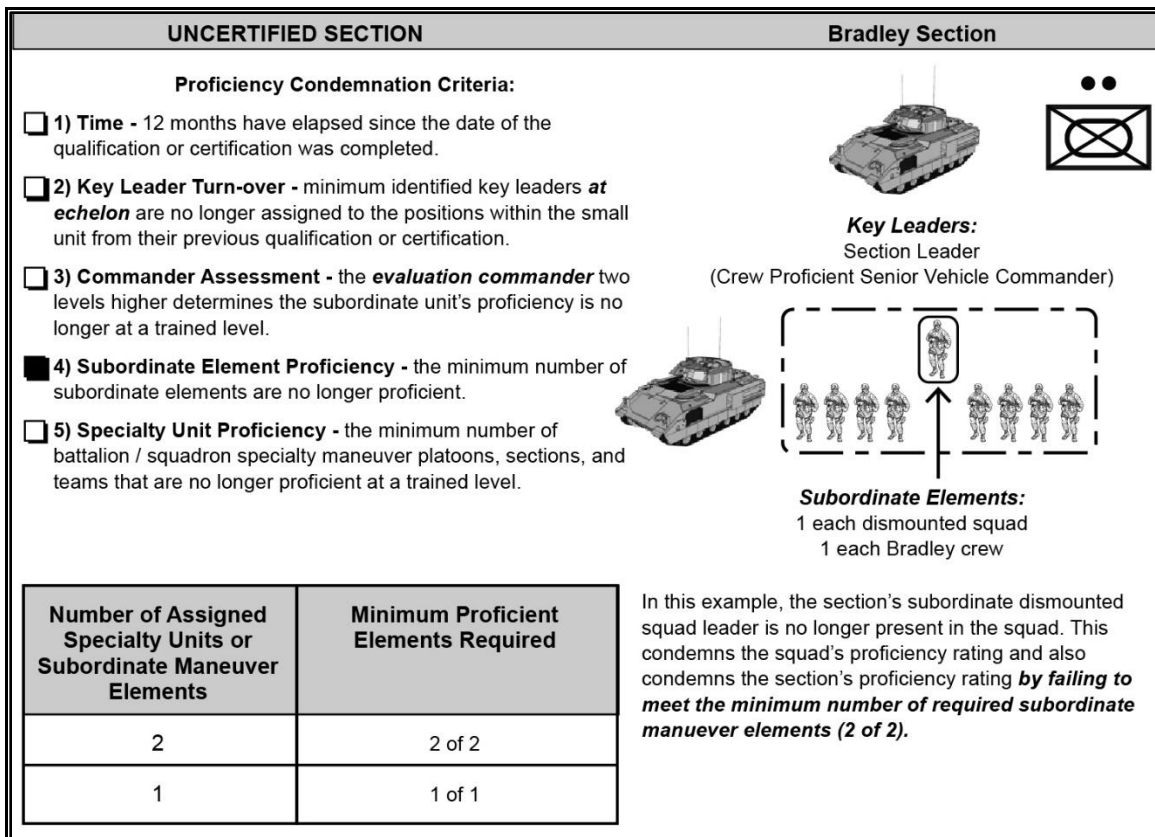 UNCERTIFIED SECTION
Bradley Section
Proficiency Condemnation Criteria:
1) Time - 12 months have elapsed since the date of the
qualification or certification was completed.
2) Key Leader Turn-over - minimum identified key leaders at
echelon are no longer assigned to the positions within the small
unit from their previous qualification or certification.
3) Commander Assessment - the evaluation commander two
levels higher determines the subordinate unit's proficiency is no
longer at a trained level.
4) Subordinate Element Proficiency - the minimum number of
subordinate elements are no longer proficient.
5) Specialty Unit Proficiency - the minimum number of
battalion / squadron specialty maneuver platoons, sections, and
teams that are no longer proficient at a trained level.
Key Leaders:
Section Leader
(Crew Proficient Senior Vehicle Commander)
Subordinate Elements:
1 each dismounted squad
1 each Bradley crew
Number of Assigned
Specialty Units or
Subordinate Maneuver
Elements
Minimum Proficient
Elements Required
2
2 of 2
1
1 of 1
In this example, the section's subordinate dismounted
squad leader is no longer present in the squad. This
condemns the squad's proficiency rating and also
condemns the section's proficiency rating by failing to
meet the minimum number of required subordinate
manuever elements (2 of 2).